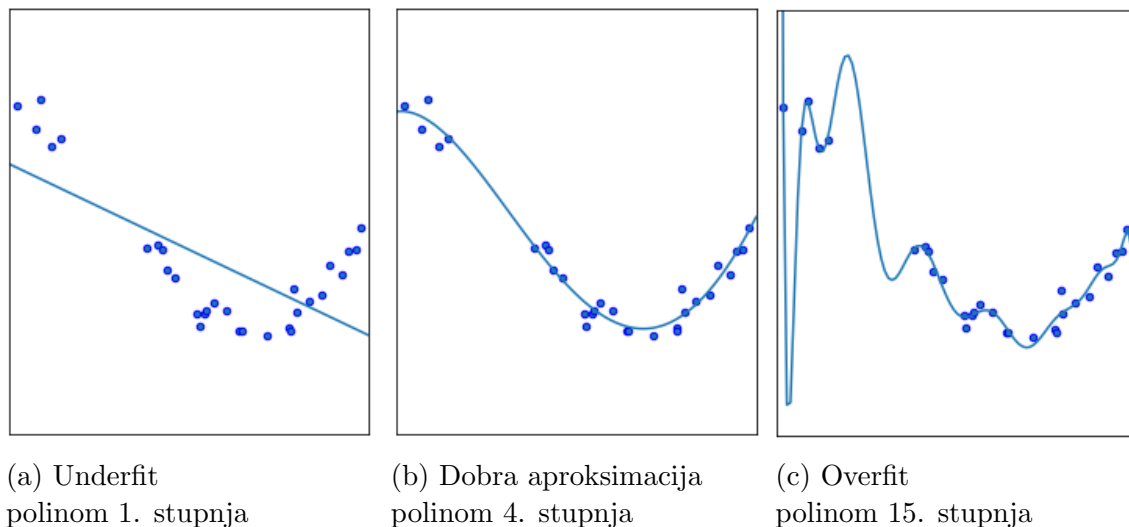 (a) Underfit
polinom 1. stupnja
(b) Dobra aproksimacija
polinom 4. stupnja
(c) Overfit
polinom 15. stupnja